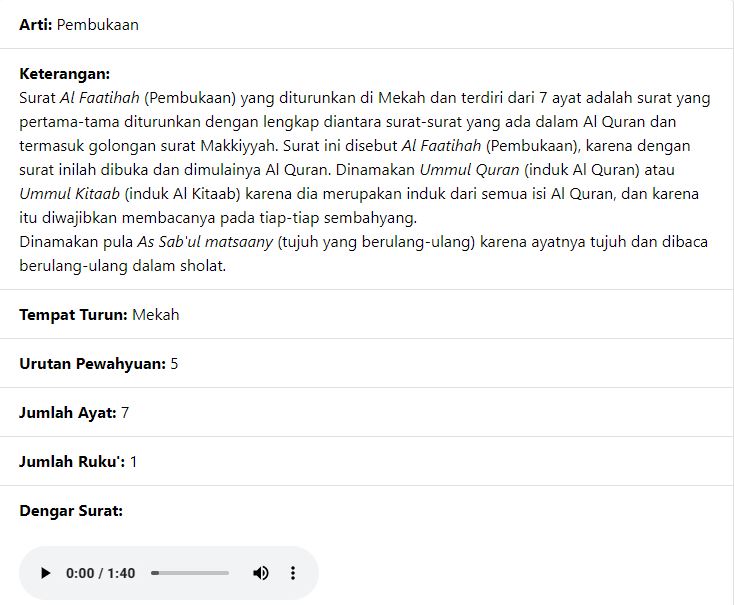 Arti: Pembukaan
Keterangan:
Surat Al Faatihah (Pembukaan) yang diturunkan di Mekah dan terdiri dari 7 ayat adalah surat yang
pertama-tama diturunkan dengan lengkap diantara surat-surat yang ada dalam Al Quran dan
termasuk golongan surat Makkiyyah. Surat ini disebut Al Faatihah (Pembukaan), karena dengan
surat inilah dibuka dan dimulainya Al Quran. Dinamakan Ummul Quran (induk Al Quran) atau
Ummul Kitaab (induk Al Kitaab) karena dia merupakan induk dari semua isi Al Quran, dan karena
itu diwajibkan membacanya pada tiap-tiap sembahyang.
Dinamakan pula As Sab'ul matsaany (tujuh yang berulang-ulang) karena ayatnya tujuh dan dibaca
berulang-ulang dalam sholat.
Tempat Turun: Mekah
Urutan Pewahyuan: 5
Jumlah Ayat: 7
Jumlah Ruku': 1
Dengar Surat:
0:00 / 1:40